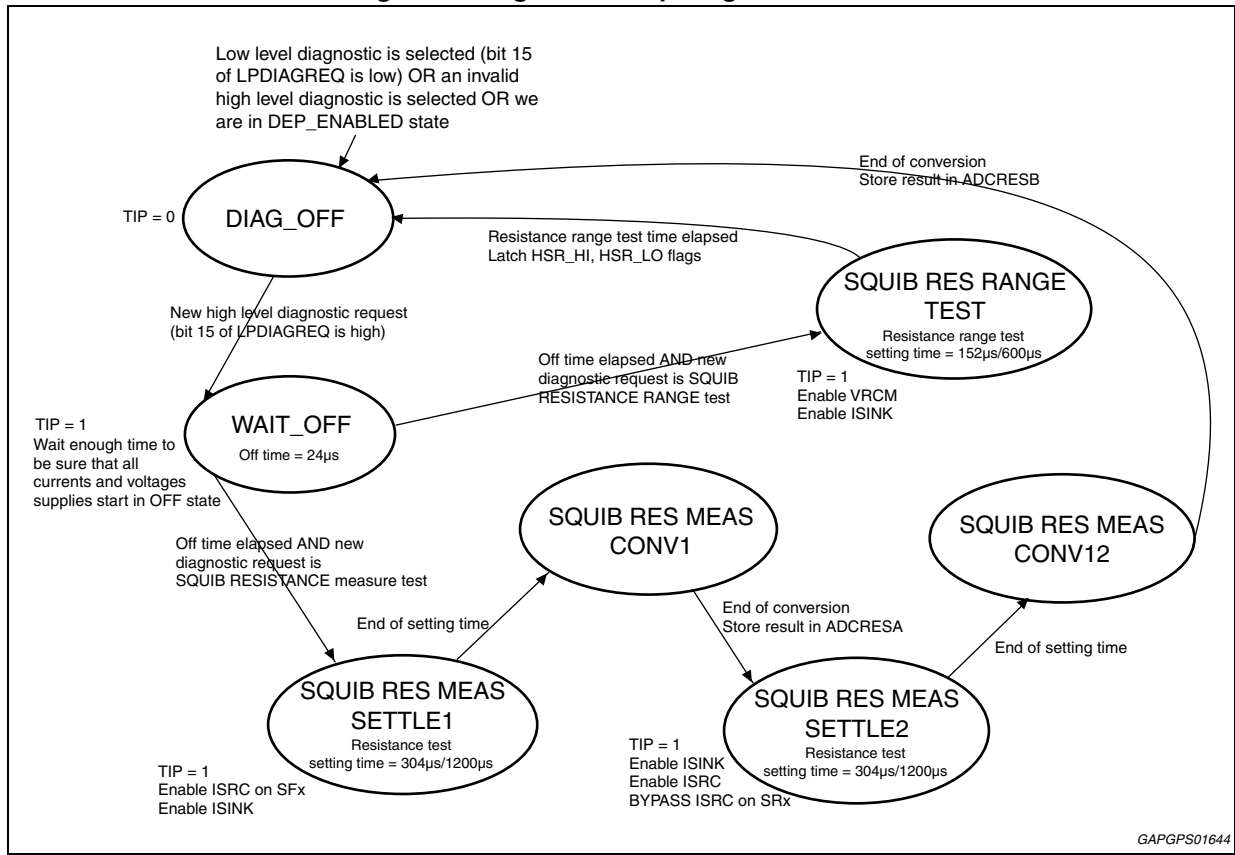 Low level diagnostic is selected (bit 15
of LPDIAGREQ is low) OR an invalid
high level diagnostic is selected OR we
are in DEP_ENABLED state
End of conversion
Store result in ADCRESB
TIP = 0
DIAG_OFF
Resistance range test time elapsed
Latch HSR_HI, HSR_LO flags
SQUIB RES RANGE
TEST
Resistance range test
setting time = 152µs/600µs
New high level diagnostic request
(bit 15 of LPDIAGREQ is high)
Off time elapsed AND new
diagnostic request is SQUIB
RESISTANCE RANGE test
TIP = 1
Enable VRCM
Enable ISINK
TIP = 1
Wait enough time to
be sure that all
currents and voltages
supplies start in OFF state
WAIT_OFF
Off time = 24µs
SQUIB RES MEAS
CONV1
SQUIB RES MEAS
CONV12
Off time elapsed AND new
diagnostic request is
SQUIB RESISTANCE measure test
End of setting time
End of conversion
Store result in ADCRESA
End of setting time
SQUIB RES MEAS
SETTLE1
Resistance test
setting time = 304µs/1200µs
TIP = 1
Enable ISRC on SFx
Enable ISINK
SQUIB RES MEAS
SETTLE2
Resistance test
setting time = 304µs/1200µs
TIP = 1
Enable ISINK
Enable ISRC
BYPASS ISRC on SRx
GAPGPS01644